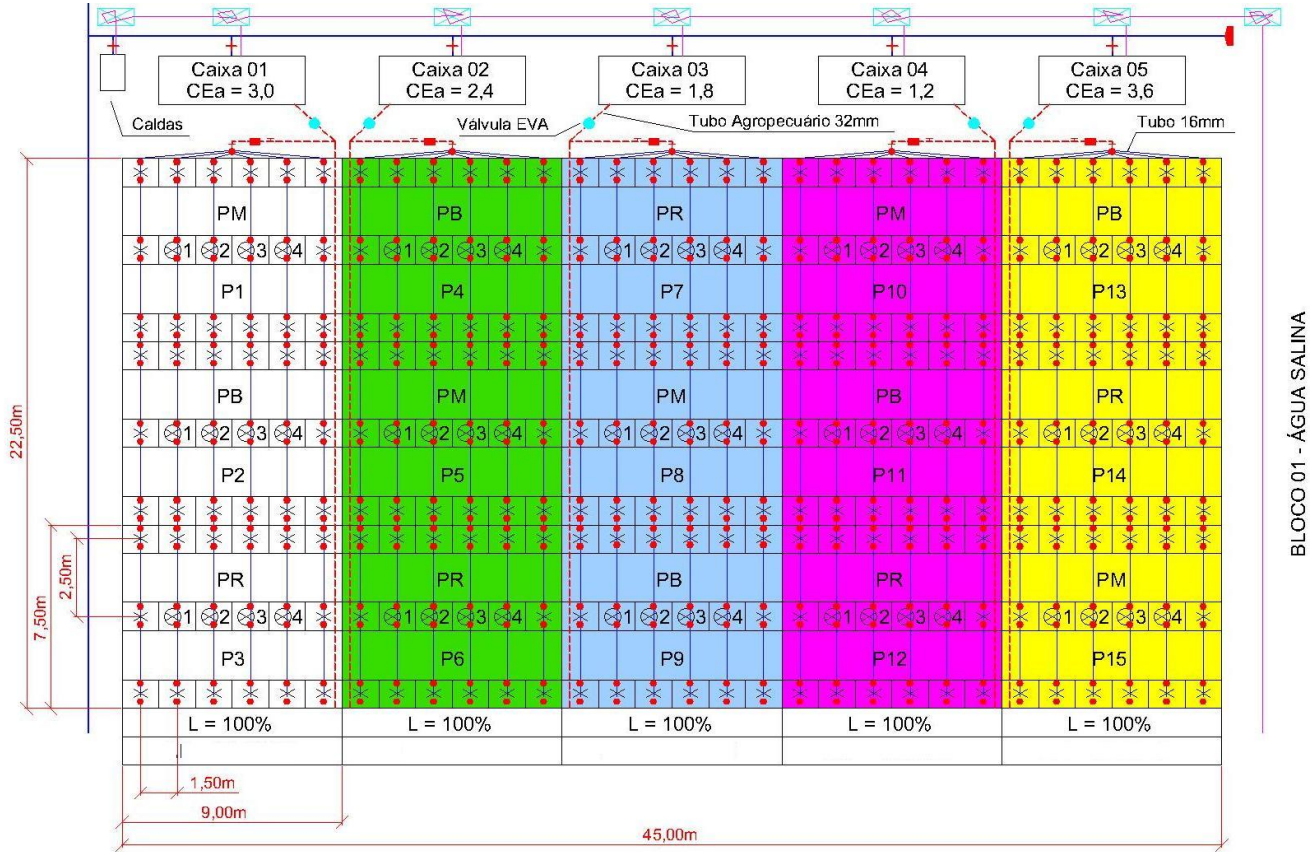 Caixa 01
CEa = 3,0
Caixa 02
CEa = 2,4
Caixa 03
CEa = 1,8
Caixa 04
CEa = 1,2
Caixa 05
CEa = 3,6
Caldas
Válvula EVA
Tubo Agropecuário 32mm
Tubo 16mm
PM PB PR PM PB
1 2 3 4 1 2 3 4 1 2 3 4 1 2 3 4 1 2 3 4
P1 P4 P7 P10 P13
PB PM PM PB PR
1 2 3 4 1 2 3 4 1 2 3 4 1 2 3 4 1 2 3 4
P2 P5 P8 P11 P14
PR PR PB PR PM
1 2 3 4 1 2 3 4 1 2 3 4 1 2 3 4 1 2 3 4
P3 P6 P9 P12 P15
L = 100% L = 100% L = 100% L = 100% L = 100%
22,50m
7,50m
2,50m
1,50m
9,00m
45,00m
BLOCO 01 - ÁGUA SALINA